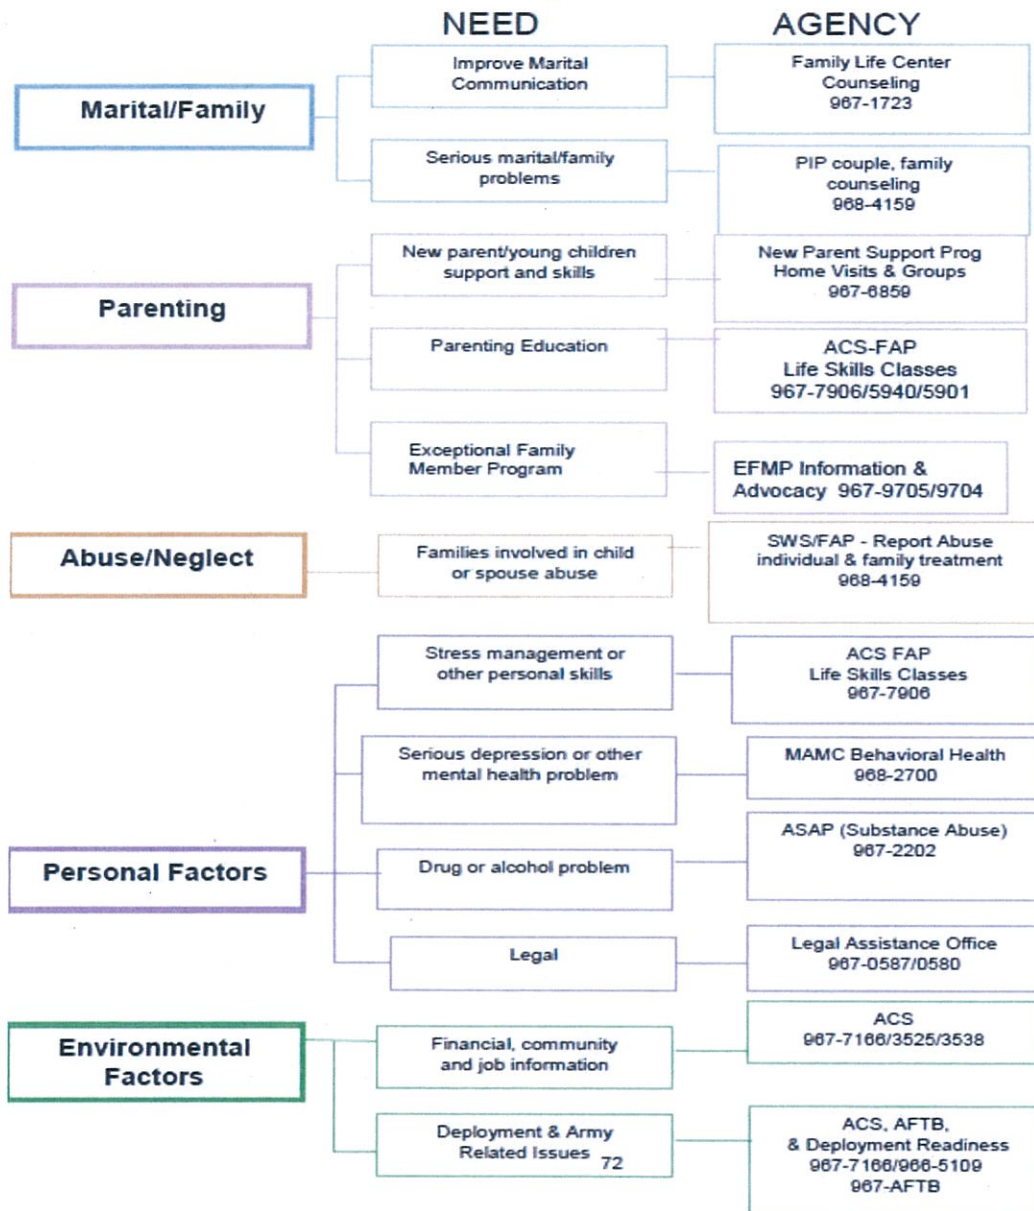 NEED
AGENCY
Marital/Family
Improve Marital
Communication
Family Life Center
Counseling
967-1723
Serious marital/family
problems
PIP couple, family
counseling
968-4159
Parenting
New parent/young children
support and skills
New Parent Support Prog
Home Visits & Groups
967-6859
Parenting Education
ACS-FAP
Life Skills Classes
967-7906/5940/5901
Exceptional Family
Member Program
EFMP Information &
Advocacy 967-9705/9704
Abuse/Neglect
Families involved in child
or spouse abuse
SWS/FAP - Report Abuse
individual & family treatment
968-4159
Personal Factors
Stress management or
other personal skills
ACS FAP
Life Skills Classes
967-7906
Serious depression or other
mental health problem
MAMC Behavioral Health
968-2700
Drug or alcohol problem
ASAP (Substance Abuse)
967-2202
Legal
Legal Assistance Office
967-0587/0580
Environmental
Factors
Financial, community
and job information
ACS
967-7166/3525/3538
Deployment & Army
Related Issues
72
ACS, AFTB,
& Deployment Readiness
967-7166/966-5109
967-AFTB